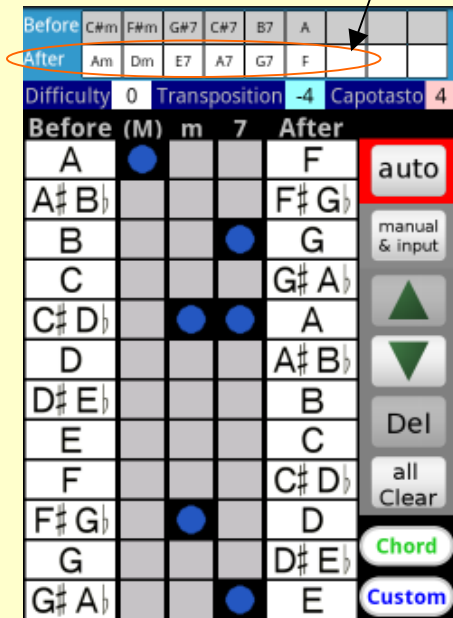 Before C#m F#m G#7 C#7 B7 A
After Am Dm E7 A7 G7 F
Difficulty 0 Transposition -4 Capotasto 4
Before (M) m 7 After
A F auto
A♯ B♭ F♯ G♭
B G manual & input
C G♯ A♭
C♯ D♭ A
D A♯ B♭
D♯ E♭ B
E C Del
F C♯ D♭ all Clear
F♯ G♭ D
G D♯ E♭ Chord
G♯ A♭ E Custom